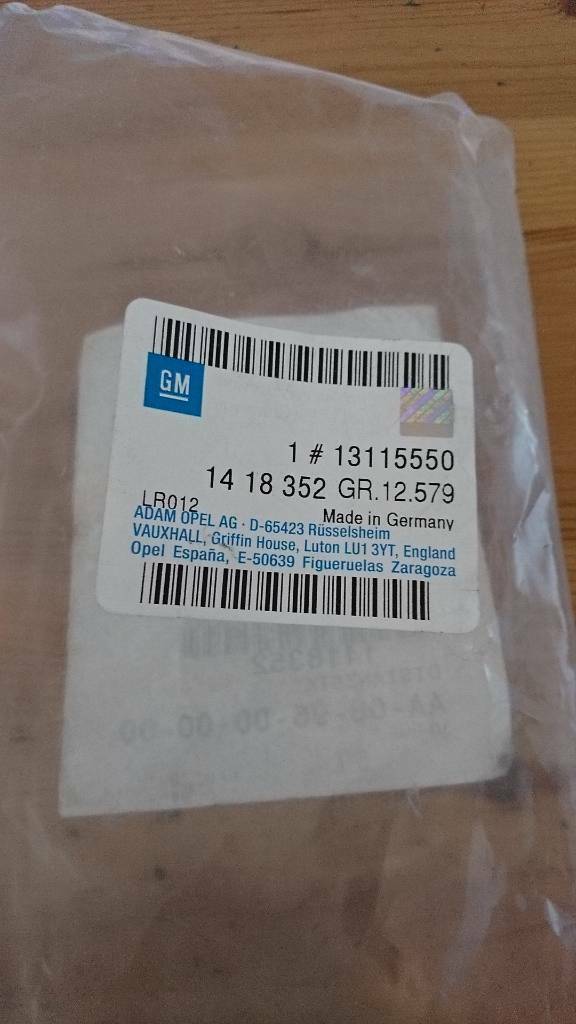 GM
1 # 13115550
14 18 352 GR.12.579
LR012
Made in Germany
ADAM OPEL AG · D-65423 Rüsselsheim
VAUXHALL, Griffin House, Luton LU1 3YT, England
Opel España, E-50639 Figueruelas Zaragoza
1418352